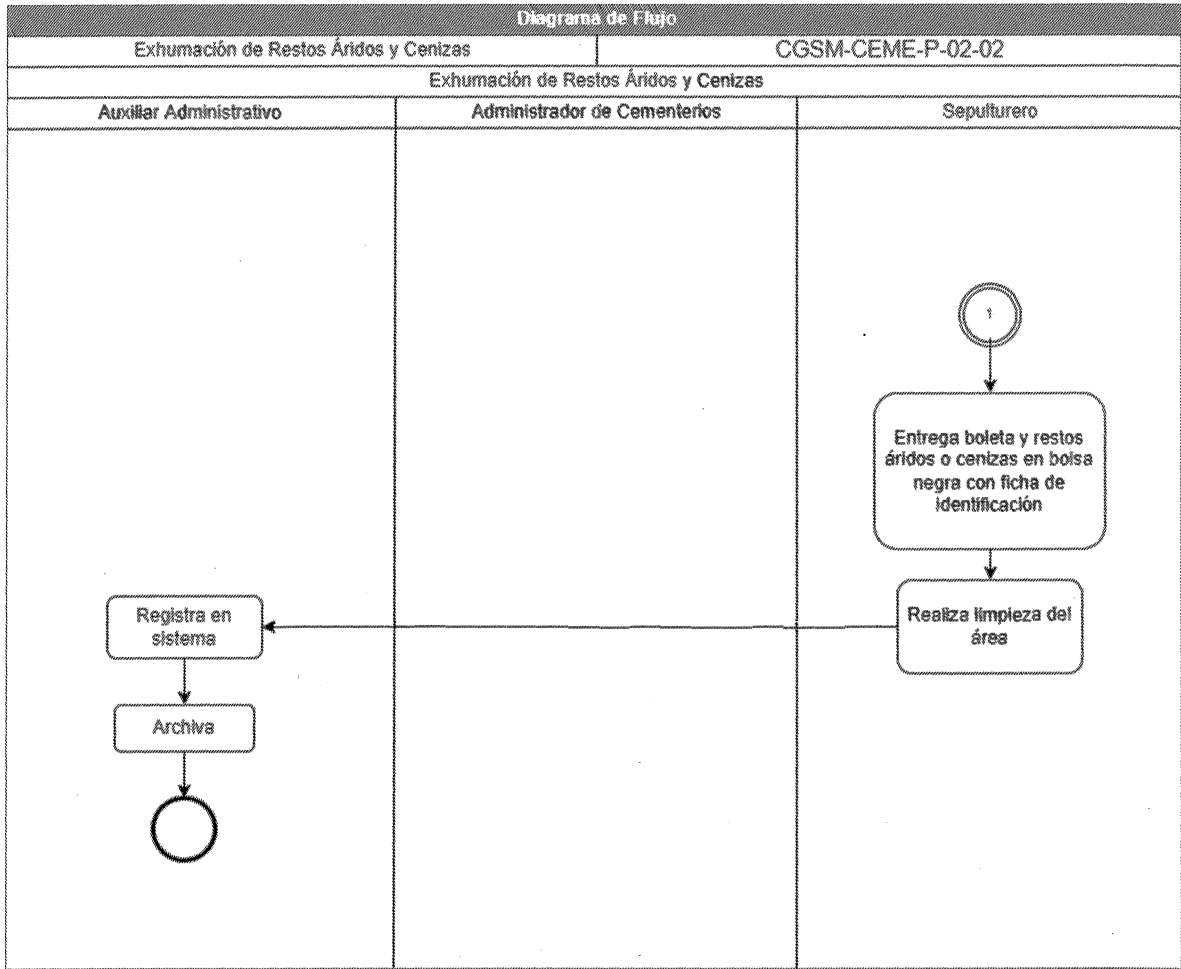 Diagrama de Flujo
Exhumación de Restos Áridos y Cenizas
CGSM-CEME-P-02-02
Exhumación de Restos Áridos y Cenizas
Auxiliar Administrativo
Administrador de Cementerios
Sepulturero
1
Entrega boleta y restos
áridos o cenizas en bolsa
negra con ficha de
identificación
Realiza limpieza del
área
Registra en
sistema
Archiva